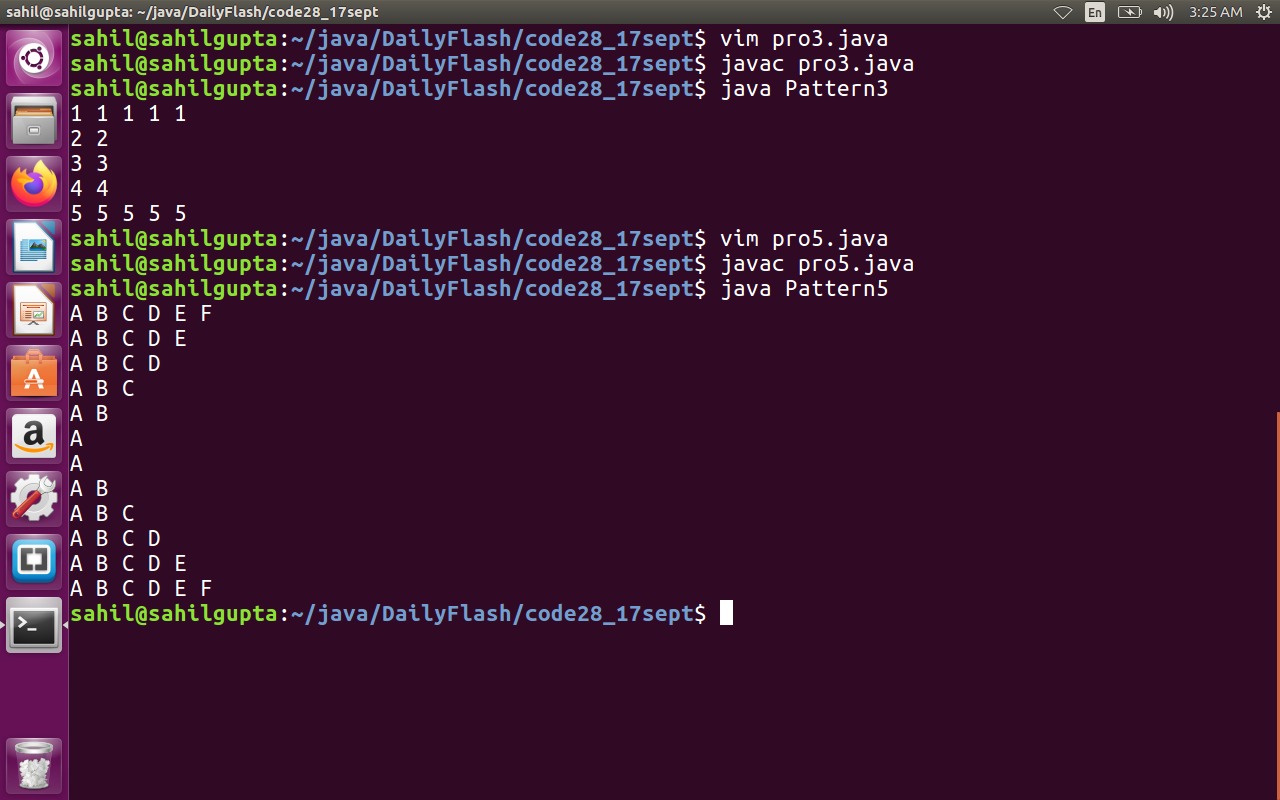 sahil@sahilgupta: ~/java/DailyFlash/code28_17sept En 3:25 AM
sahil@sahilgupta:~/java/DailyFlash/code28_17sept$ vim pro3.java
sahil@sahilgupta:~/java/DailyFlash/code28_17sept$ javac pro3.java
sahil@sahilgupta:~/java/DailyFlash/code28_17sept$ java Pattern3
1 1 1 1 1
2 2
3 3
4 4
5 5 5 5 5
sahil@sahilgupta:~/java/DailyFlash/code28_17sept$ vim pro5.java
sahil@sahilgupta:~/java/DailyFlash/code28_17sept$ javac pro5.java
sahil@sahilgupta:~/java/DailyFlash/code28_17sept$ java Pattern5
A B C D E F
A B C D E
A B C D
A B C
A B
A
A
A B
A B C
A B C D
A B C D E
A B C D E F
sahil@sahilgupta:~/java/DailyFlash/code28_17sept$